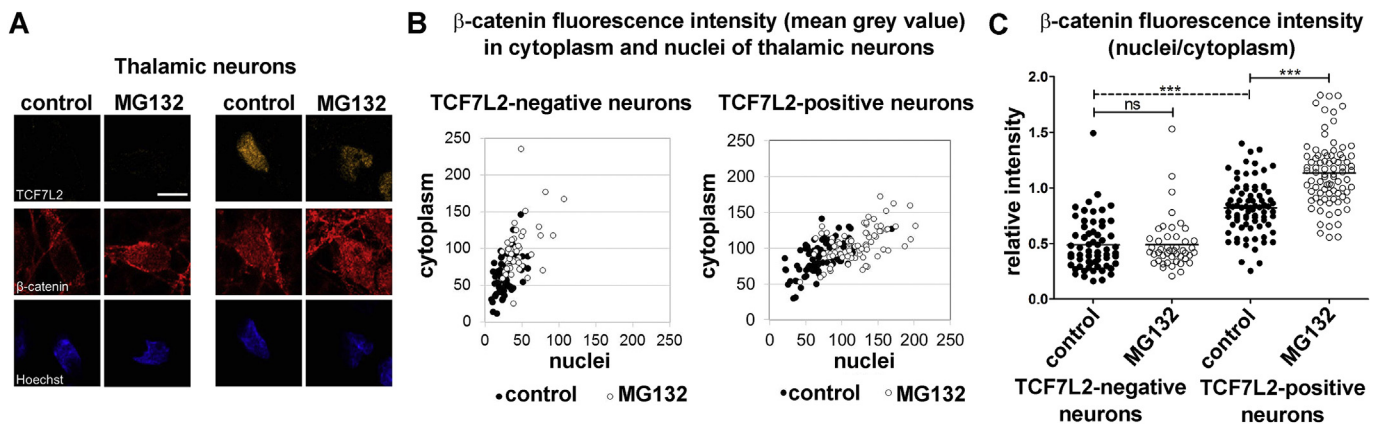 A
Thalamic neurons
control MG132 control MG132
TCF7L2
β-catenin
Hoechst
B
β-catenin fluorescence intensity (mean grey value)
in cytoplasm and nuclei of thalamic neurons
TCF7L2-negative neurons
cytoplasm
250
200
150
100
50
0
0 50 100 150 200 250
nuclei
control MG132
TCF7L2-positive neurons
cytoplasm
250
200
150
100
50
0
0 50 100 150 200 250
nuclei
control MG132
C
β-catenin fluorescence intensity
(nuclei/cytoplasm)
relative intensity
2.0
1.5
1.0
0.5
0.0
***
***
ns
control MG132 control MG132
TCF7L2-negative
neurons
TCF7L2-positive
neurons